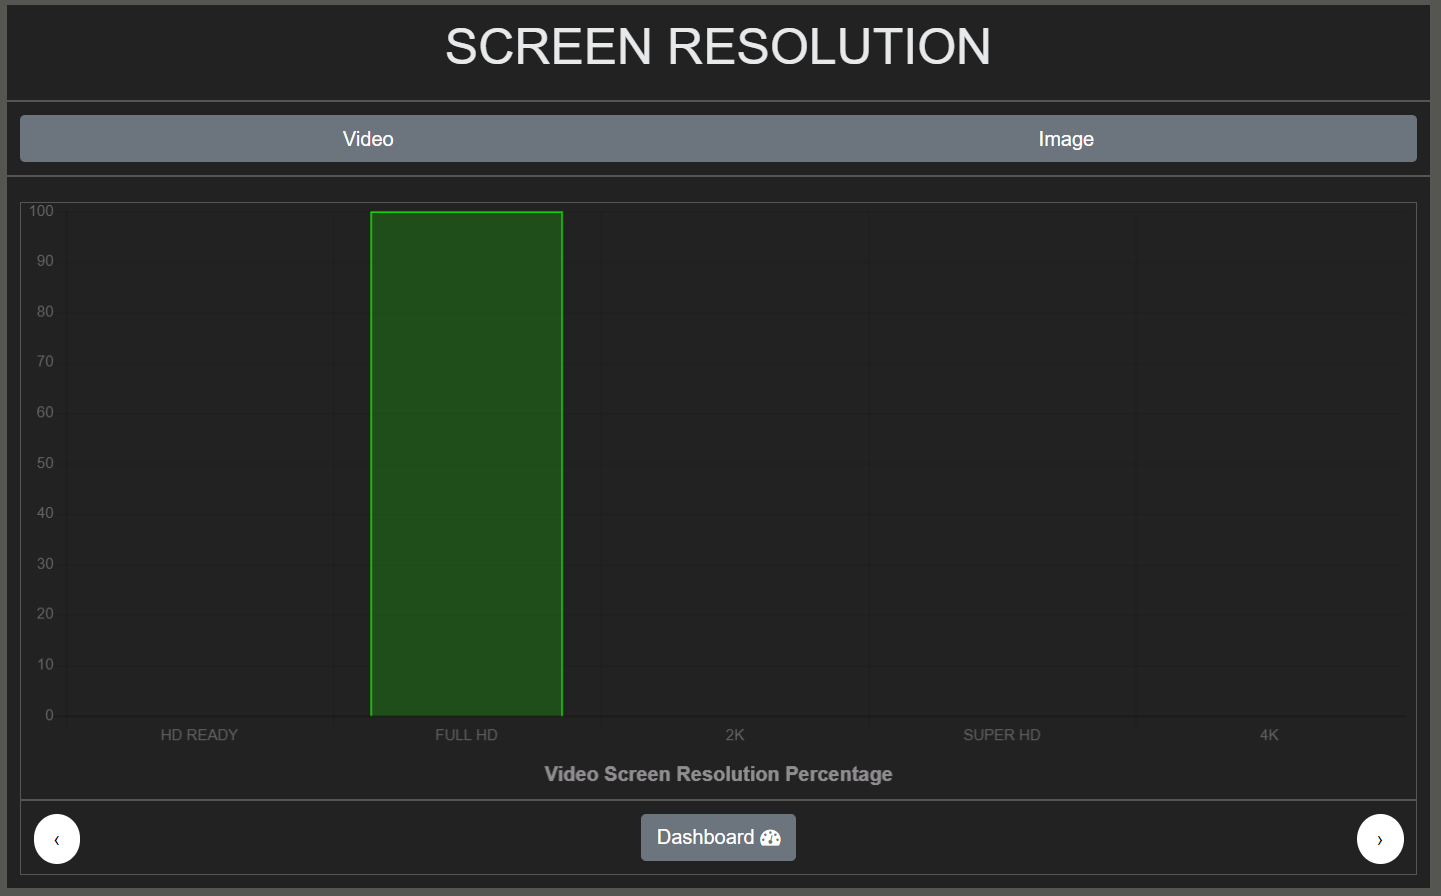 SCREEN RESOLUTION
Video Image
100
90
80
70
60
50
40
30
20
10
0
HD READY FULL HD 2K SUPER HD 4K
Video Screen Resolution Percentage
‹ Dashboard ›